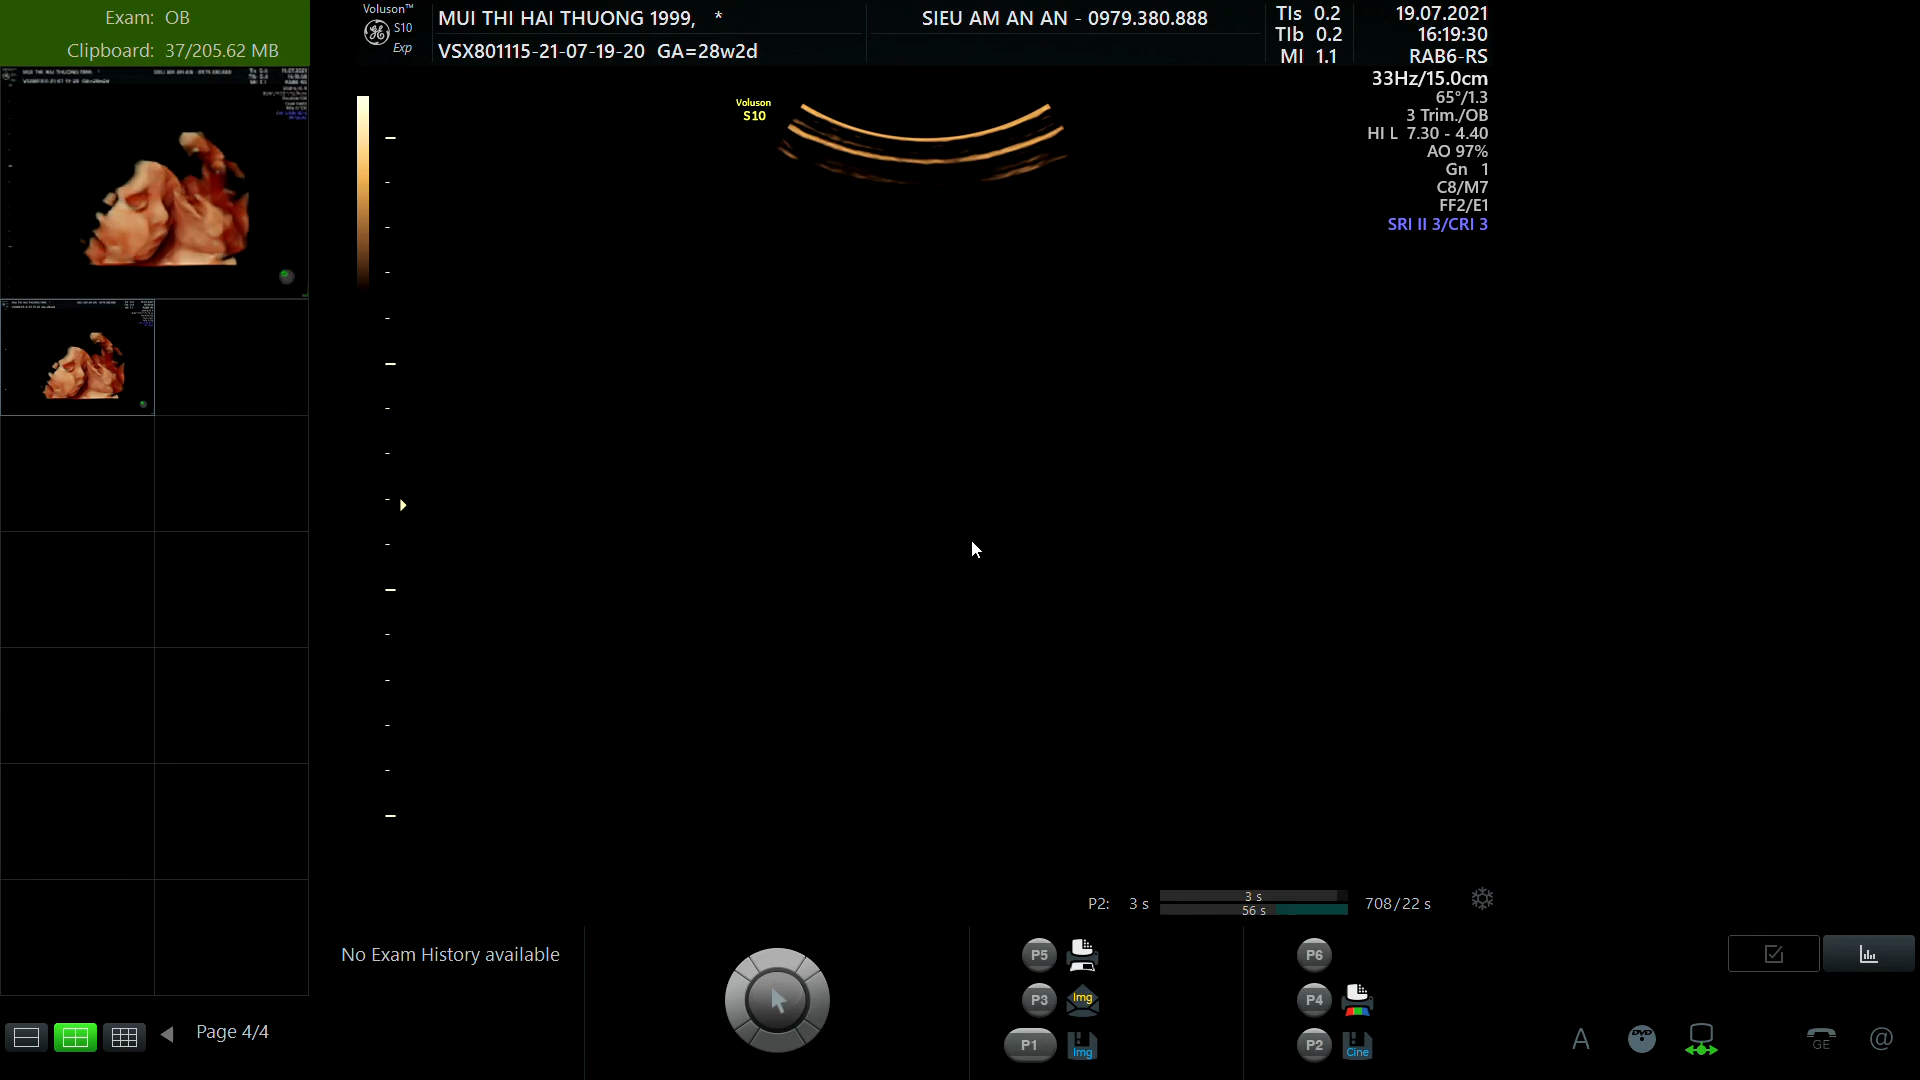 Exam: OB
Clipboard: 37/205.62 MB
Voluson™
S10
Exp
MUI THI HAI THUONG 1999, *
VSX801115-21-07-19-20 GA=28w2d
SIEU AM AN AN - 0979.380.888
TIs 0.2
TIb 0.2
MI 1.1
19.07.2021
16:19:30
RAB6-RS
33Hz/15.0cm
65°/1.3
3 Trim./OB
HI L 7.30 - 4.40
AO 97%
Gn 1
C8/M7
FF2/E1
SRI II 3/CRI 3
Voluson
S10
P2: 3 s
3 s
56 s
708/22 s
No Exam History available
P5
P3 Img
P1 Img
P6
P4
P2 Cine
Page 4/4
A
DVD
GE
@